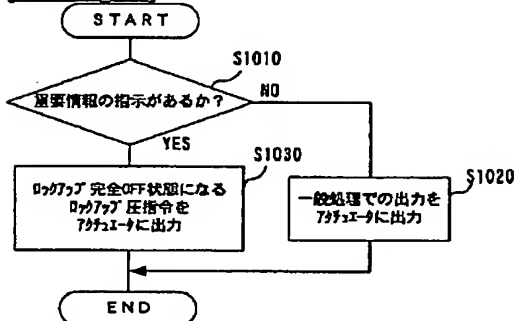 START
S1010
重要情報の指示があるか?
NO
YES
S1030
ロックアップ完全OFF状態になる
ロックアップ圧指令を
アクチュエータに出力
S1020
一般処理での出力を
アクチュエータに出力
END